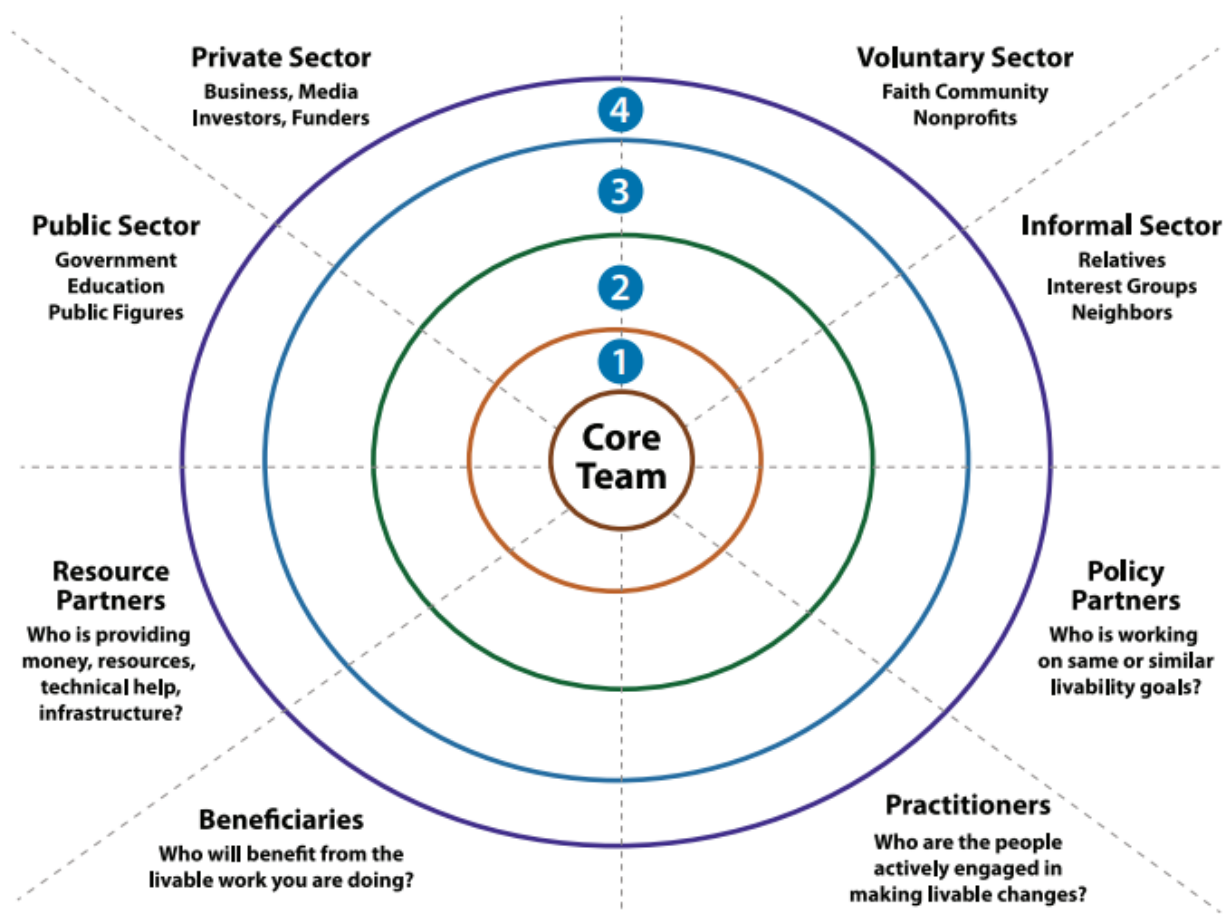 Private Sector
Business, Media
Investors, Funders
Voluntary Sector
Faith Community
Nonprofits
4
3
Public Sector
Government
Education
Public Figures
Informal Sector
Relatives
Interest Groups
Neighbors
2
1
Core
Team
Resource
Partners
Who is providing
money, resources,
technical help,
infrastructure?
Policy
Partners
Who is working
on same or similar
livability goals?
Beneficiaries
Who will benefit from the
livable work you are doing?
Practitioners
Who are the people
actively engaged in
making livable changes?